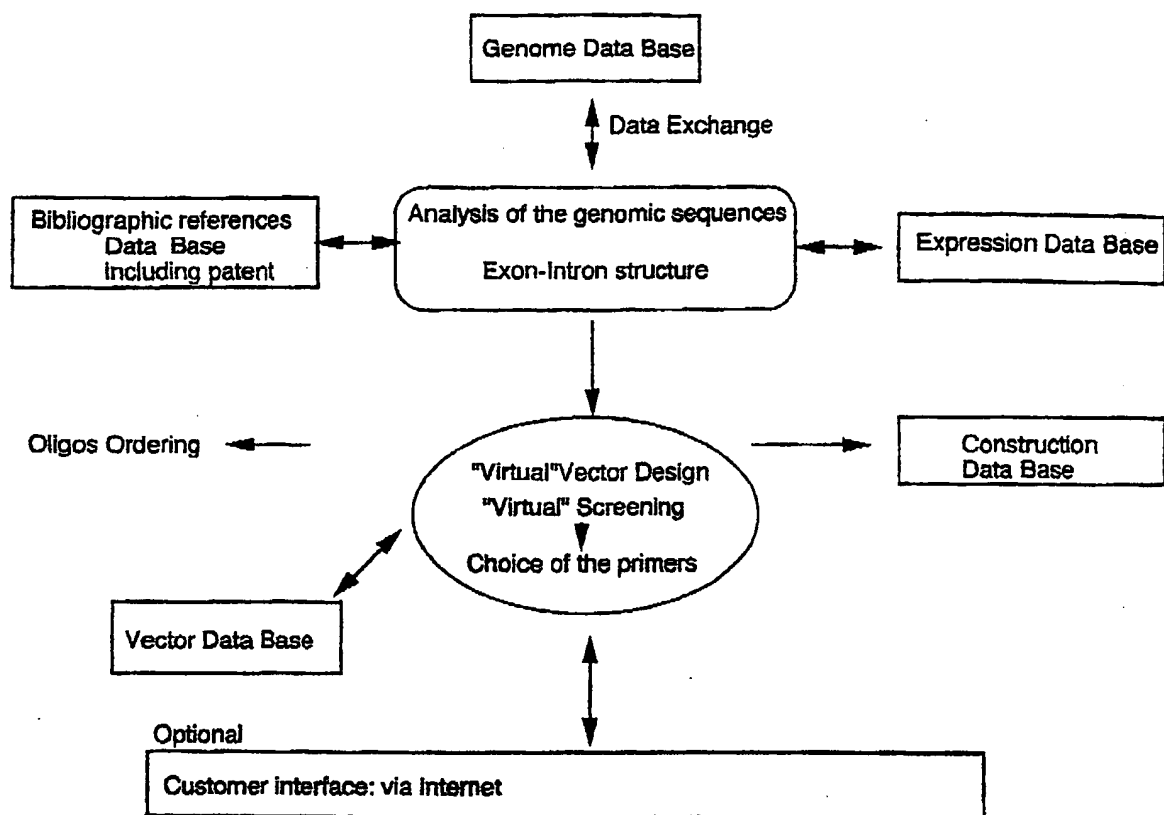 Genome Data Base
Data Exchange
Bibliographic references
Data Base
Including patent
Analysis of the genomic sequences
Exon-Intron structure
Expression Data Base
Oligos Ordering
"Virtual"Vector Design
"Virtual" Screening
Choice of the primers
Construction
Data Base
Vector Data Base
Optional
Customer interface: via Internet